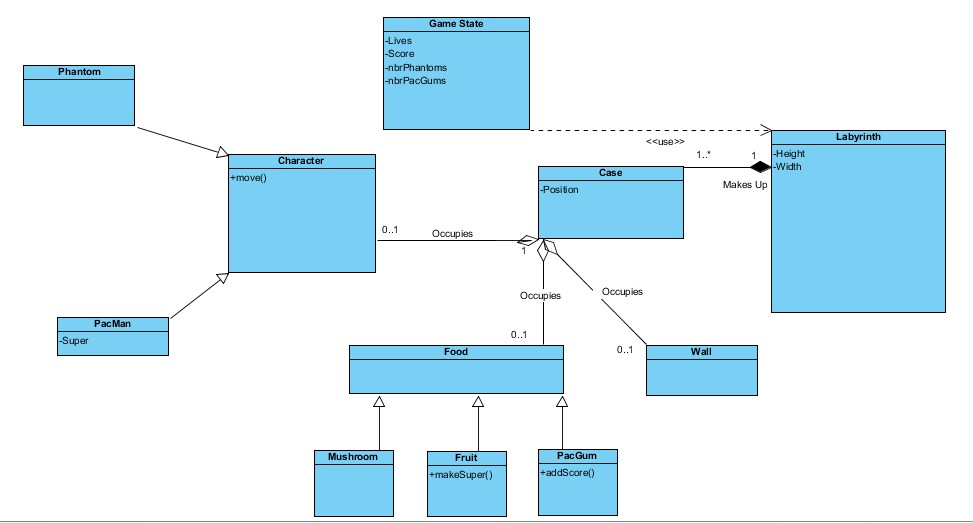 Game State
-Lives
-Score
-nbrPhantoms
-nbrPacGums
Phantom
Character
+move()
PacMan
-Super
<<use>>
Labyrinth
-Height
-Width
1..*
1
Makes Up
Case
-Position
0..1
Occupies
1
Occupies
0..1
Occupies
0..1
Food
Wall
Mushroom
Fruit
+makeSuper()
PacGum
+addScore()